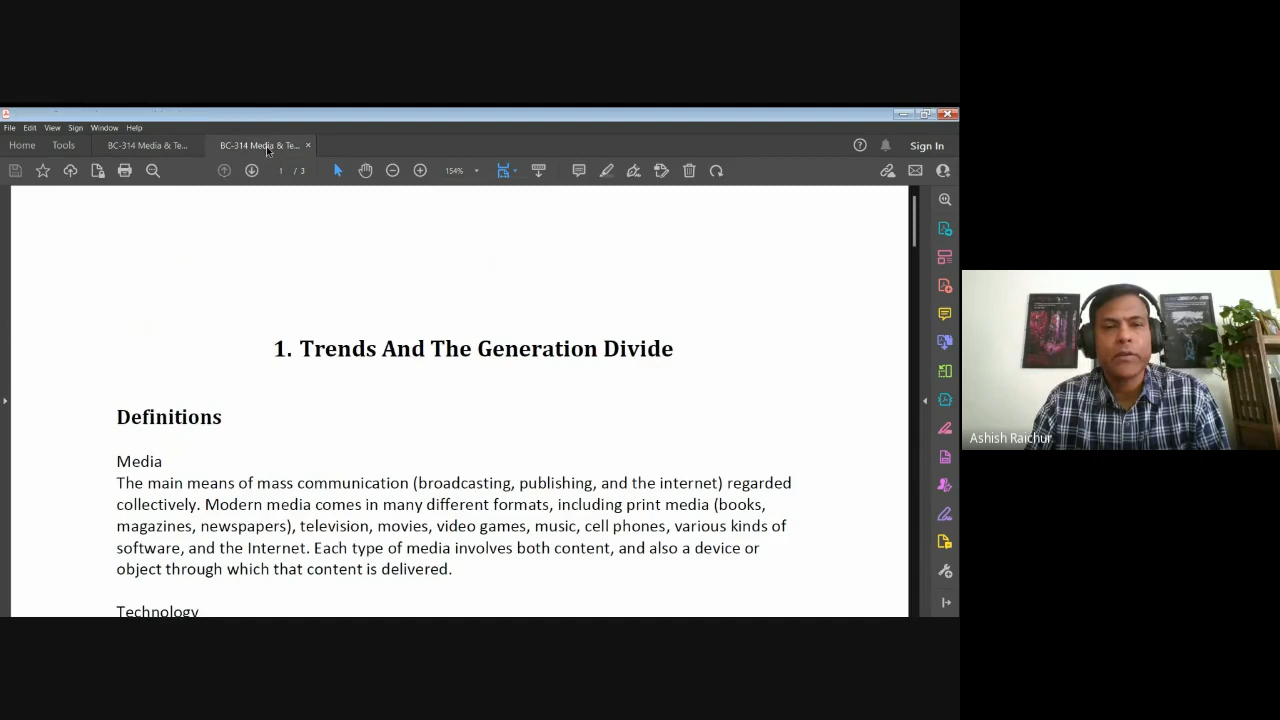 File Edit View Sign Window Help
Home Tools BC-314 Media & Te... BC-314 Media & Te... × Sign In
1 / 3 154%
1. Trends And The Generation Divide
Definitions
Media
The main means of mass communication (broadcasting, publishing, and the internet) regarded
collectively. Modern media comes in many different formats, including print media (books,
magazines, newspapers), television, movies, video games, music, cell phones, various kinds of
software, and the Internet. Each type of media involves both content, and also a device or
object through which that content is delivered.
Technology
Ashish Raichur